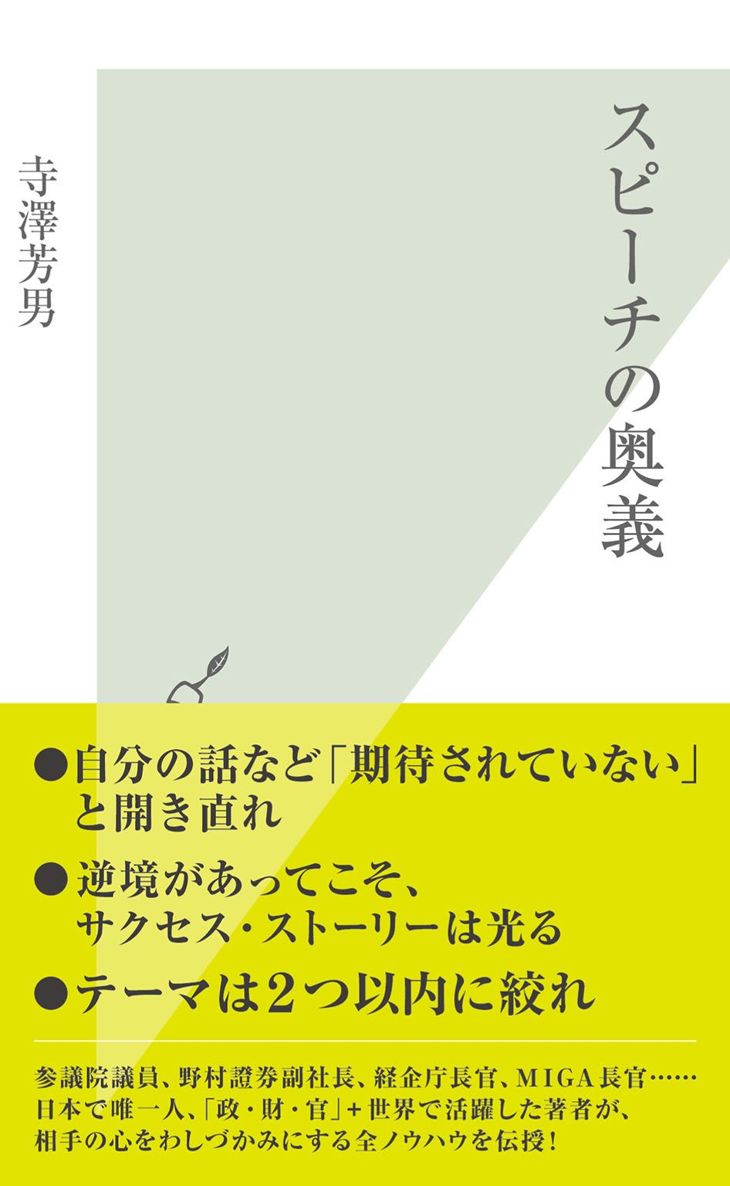 スピーチの奥義
寺澤芳男
●自分の話など「期待されていない」
と開き直れ
●逆境があってこそ、
サクセス・ストーリーは光る
●テーマは2つ以内に絞れ
参議院議員、野村證券副社長、経企庁長官、MIGA長官……
日本で唯一人、「政・財・官」+世界で活躍した著者が、
相手の心をわしづかみにする全ノウハウを伝授!